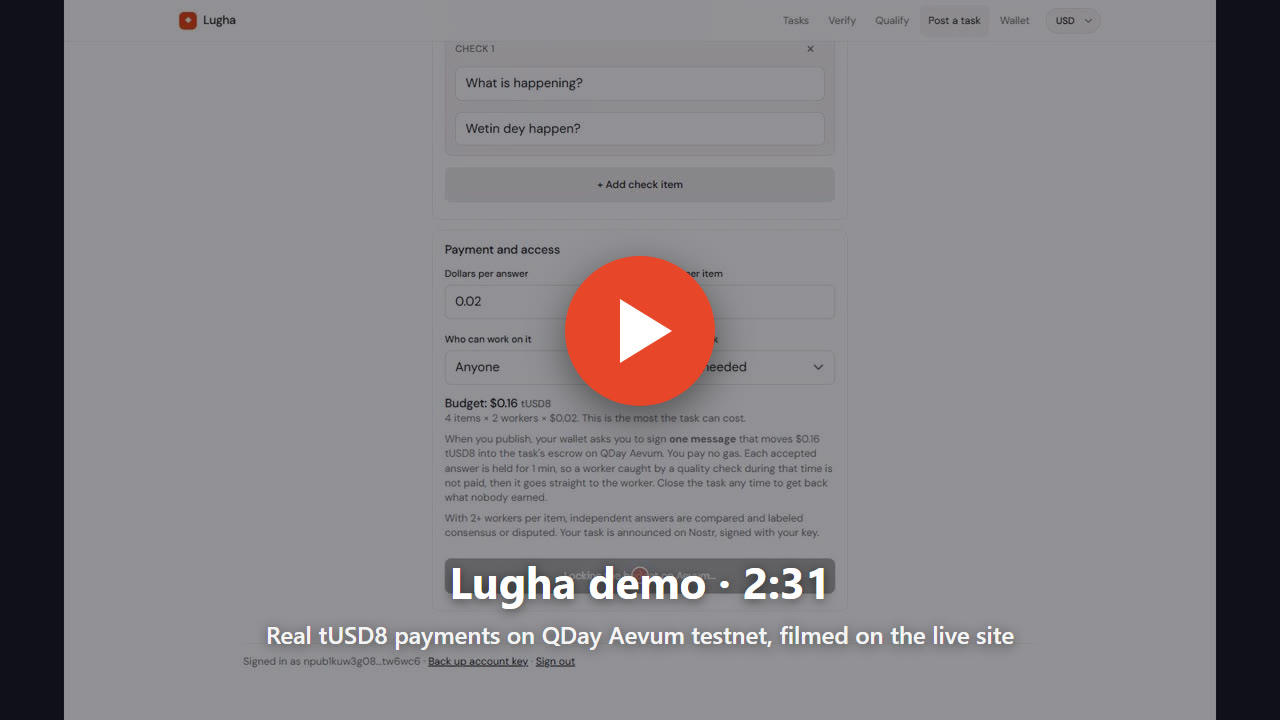 Lugha
Tasks
Verify
Qualify
Post a task
Wallet
USD
CHECK 1
What is happening?
Wetin dey happen?
+ Add check item
Payment and access
Dollars per answer
per item
0.02
Who can work on it
Anyone
needed
Budget: $0.16 tUSD8
4 items × 2 workers × $0.02. This is the most the task can cost.
When you publish, your wallet asks you to sign one message that moves $0.16
tUSD8 into the task's escrow on QDay Aevum. You pay no gas. Each accepted
answer is held for 1 min, so a worker caught by a quality check during that time is
not paid, then it goes straight to the worker. Close the task any time to get back
what nobody earned.
With 2+ workers per item, independent answers are compared and labeled
consensus or disputed. Your task is announced on Nostr, signed with your key.
Lugha demo · 2:31
Real tUSD8 payments on QDay Aevum testnet, filmed on the live site
Signed in as npub1kuw3g08…tw6wc6 · Back up account key · Sign out